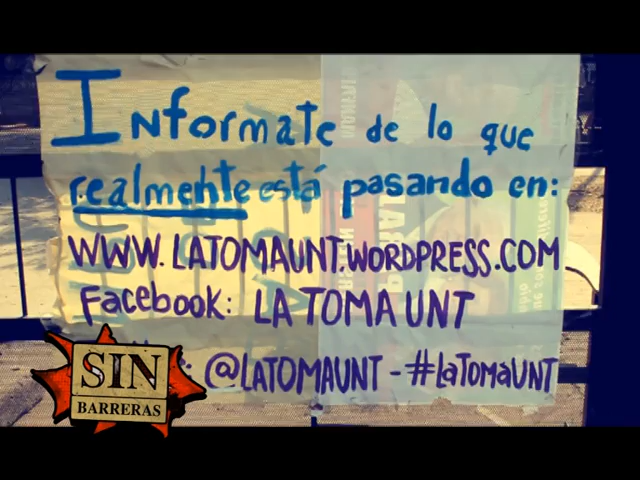 Informate de lo que
realmente está pasando en:
WWW.LATOMAUNT.WORDPRESS.COM
Facebook: LA TOMA UNT
: @LATOMAUNT - #LaTomaUNT
SIN
BARRERAS